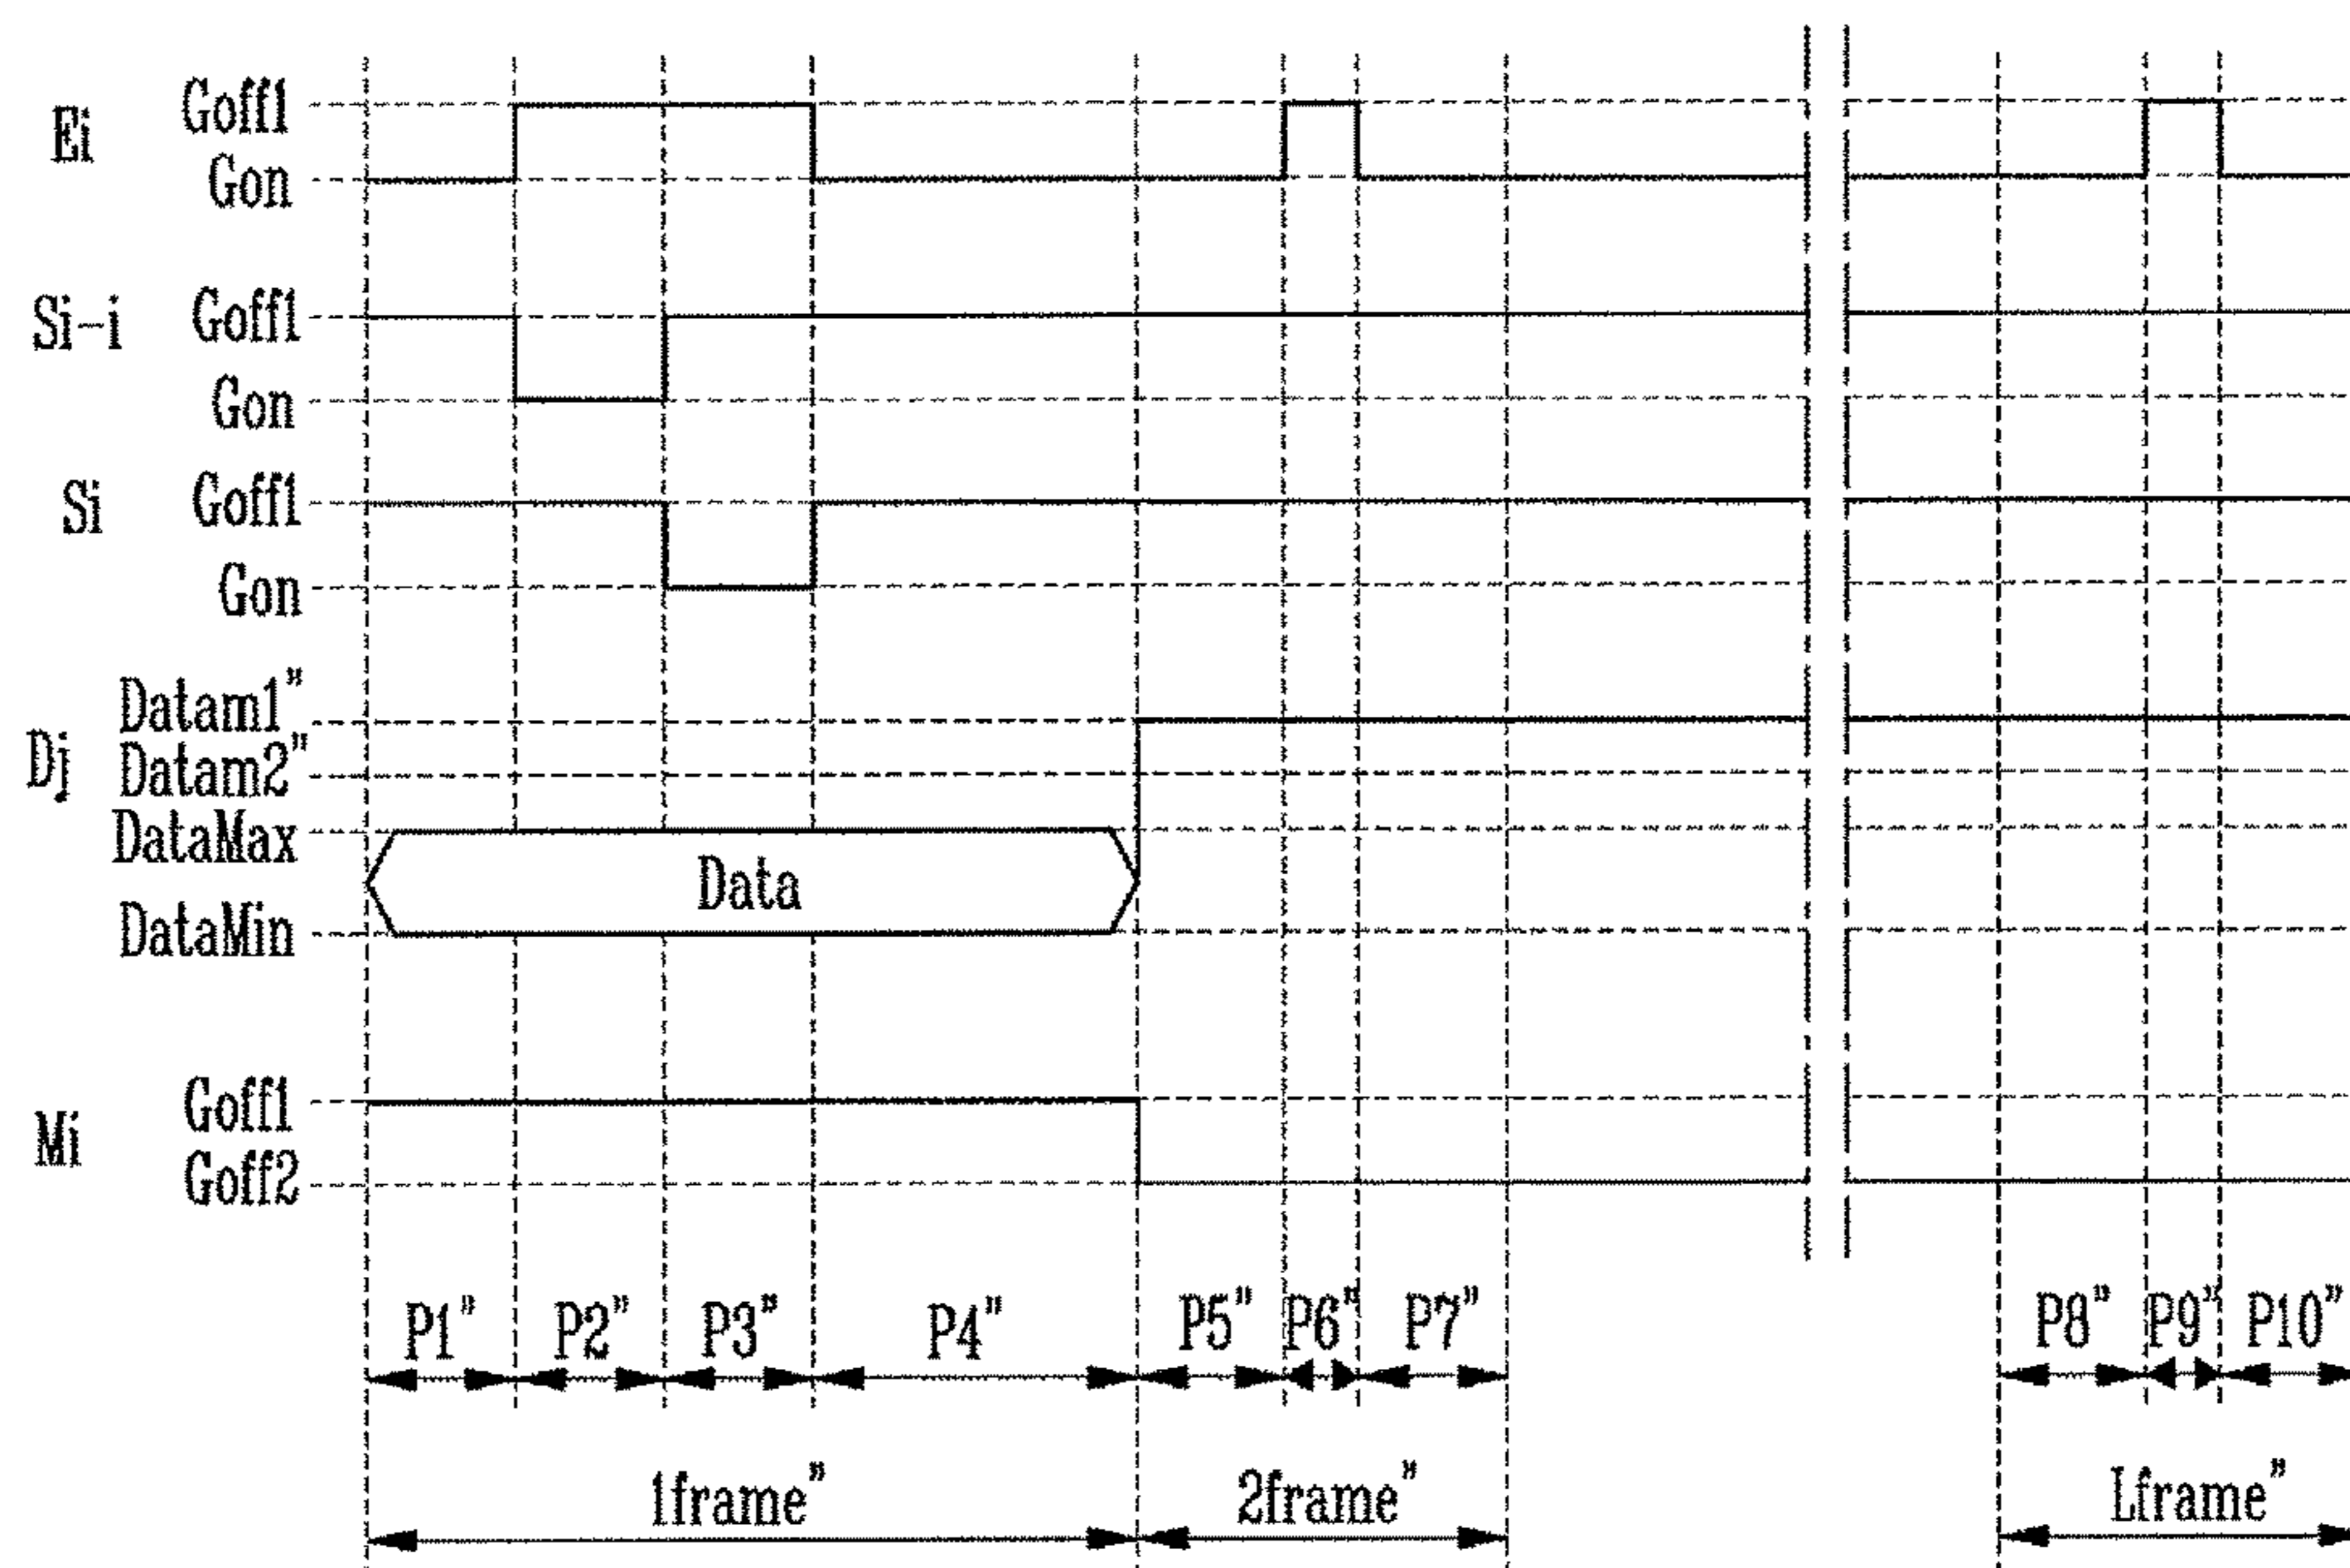 Ei
Goff1
Gon
Si-i
Goff1
Gon
Si
Goff1
Gon
Dj
Datam1"
Datam2"
DataMax
DataMin
Data
Mi
Goff1
Goff2
P1" P2" P3" P4" P5" P6" P7" P8" P9" P10"
1frame" 2frame" Lframe"